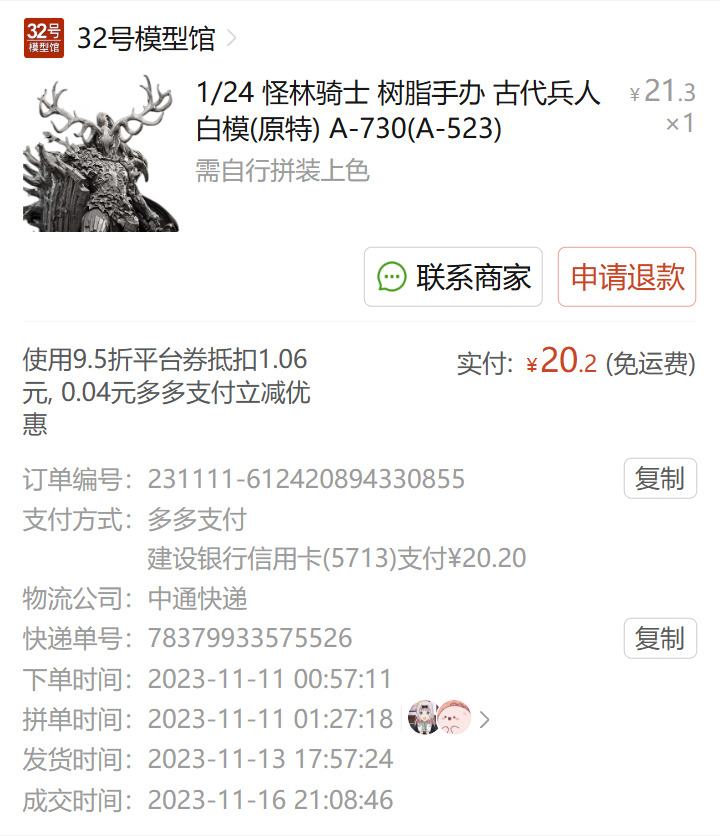 32号
模型馆
32号模型馆
1/24 怪林骑士 树脂手办 古代兵人
¥21.3
白模(原特) A-730(A-523)
×1
需自行拼装上色
联系商家
申请退款
使用9.5折平台券抵扣1.06
元, 0.04元多多支付立减优
惠
实付: ¥20.2 (免运费)
订单编号: 231111-612420894330855
复制
支付方式: 多多支付
建设银行信用卡(5713)支付¥20.20
物流公司: 中通快递
快递单号: 78379933575526
复制
下单时间: 2023-11-11 00:57:11
拼单时间: 2023-11-11 01:27:18
发货时间: 2023-11-13 17:57:24
成交时间: 2023-11-16 21:08:46